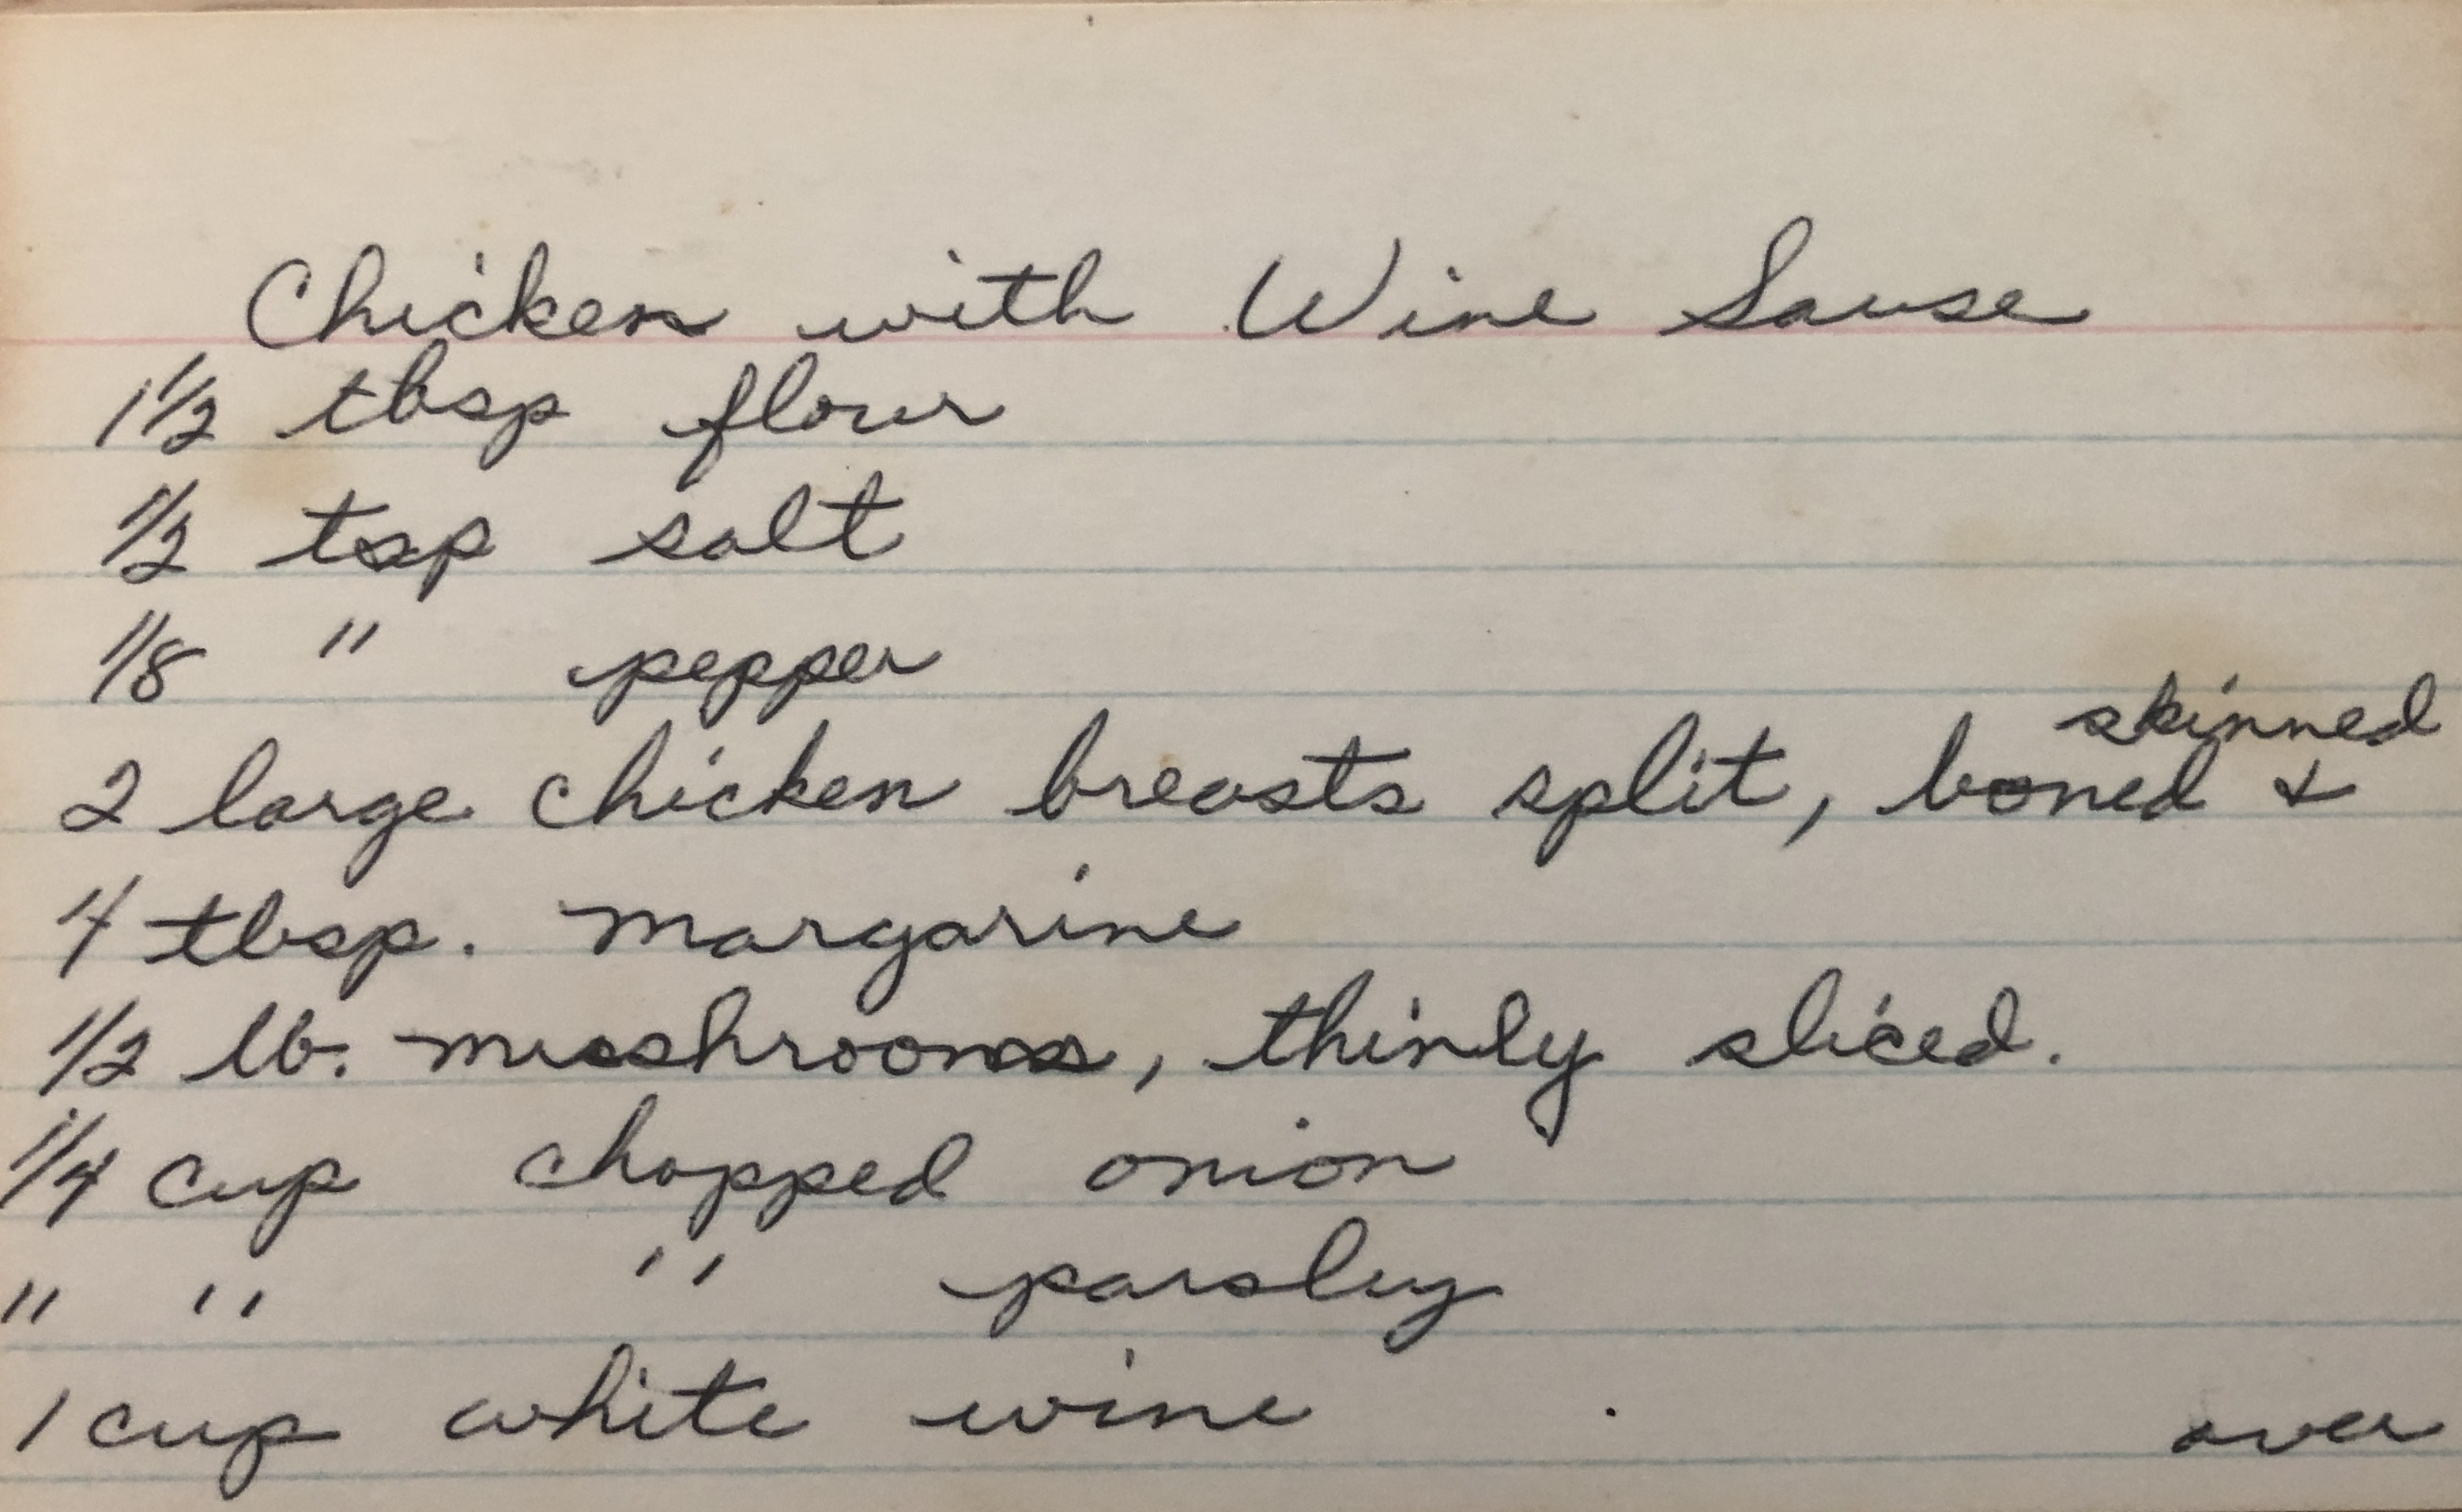 Chicken with Wine Sause
1 1/2 tbsp flour
1/2 tsp salt
1/8 " pepper
2 large chicken breasts split, boned & skinned
4 tbsp. margarine
1/2 lb. mushrooms, thinly sliced.
1/4 cup chopped onion
" " " parsley
1 cup white wine over